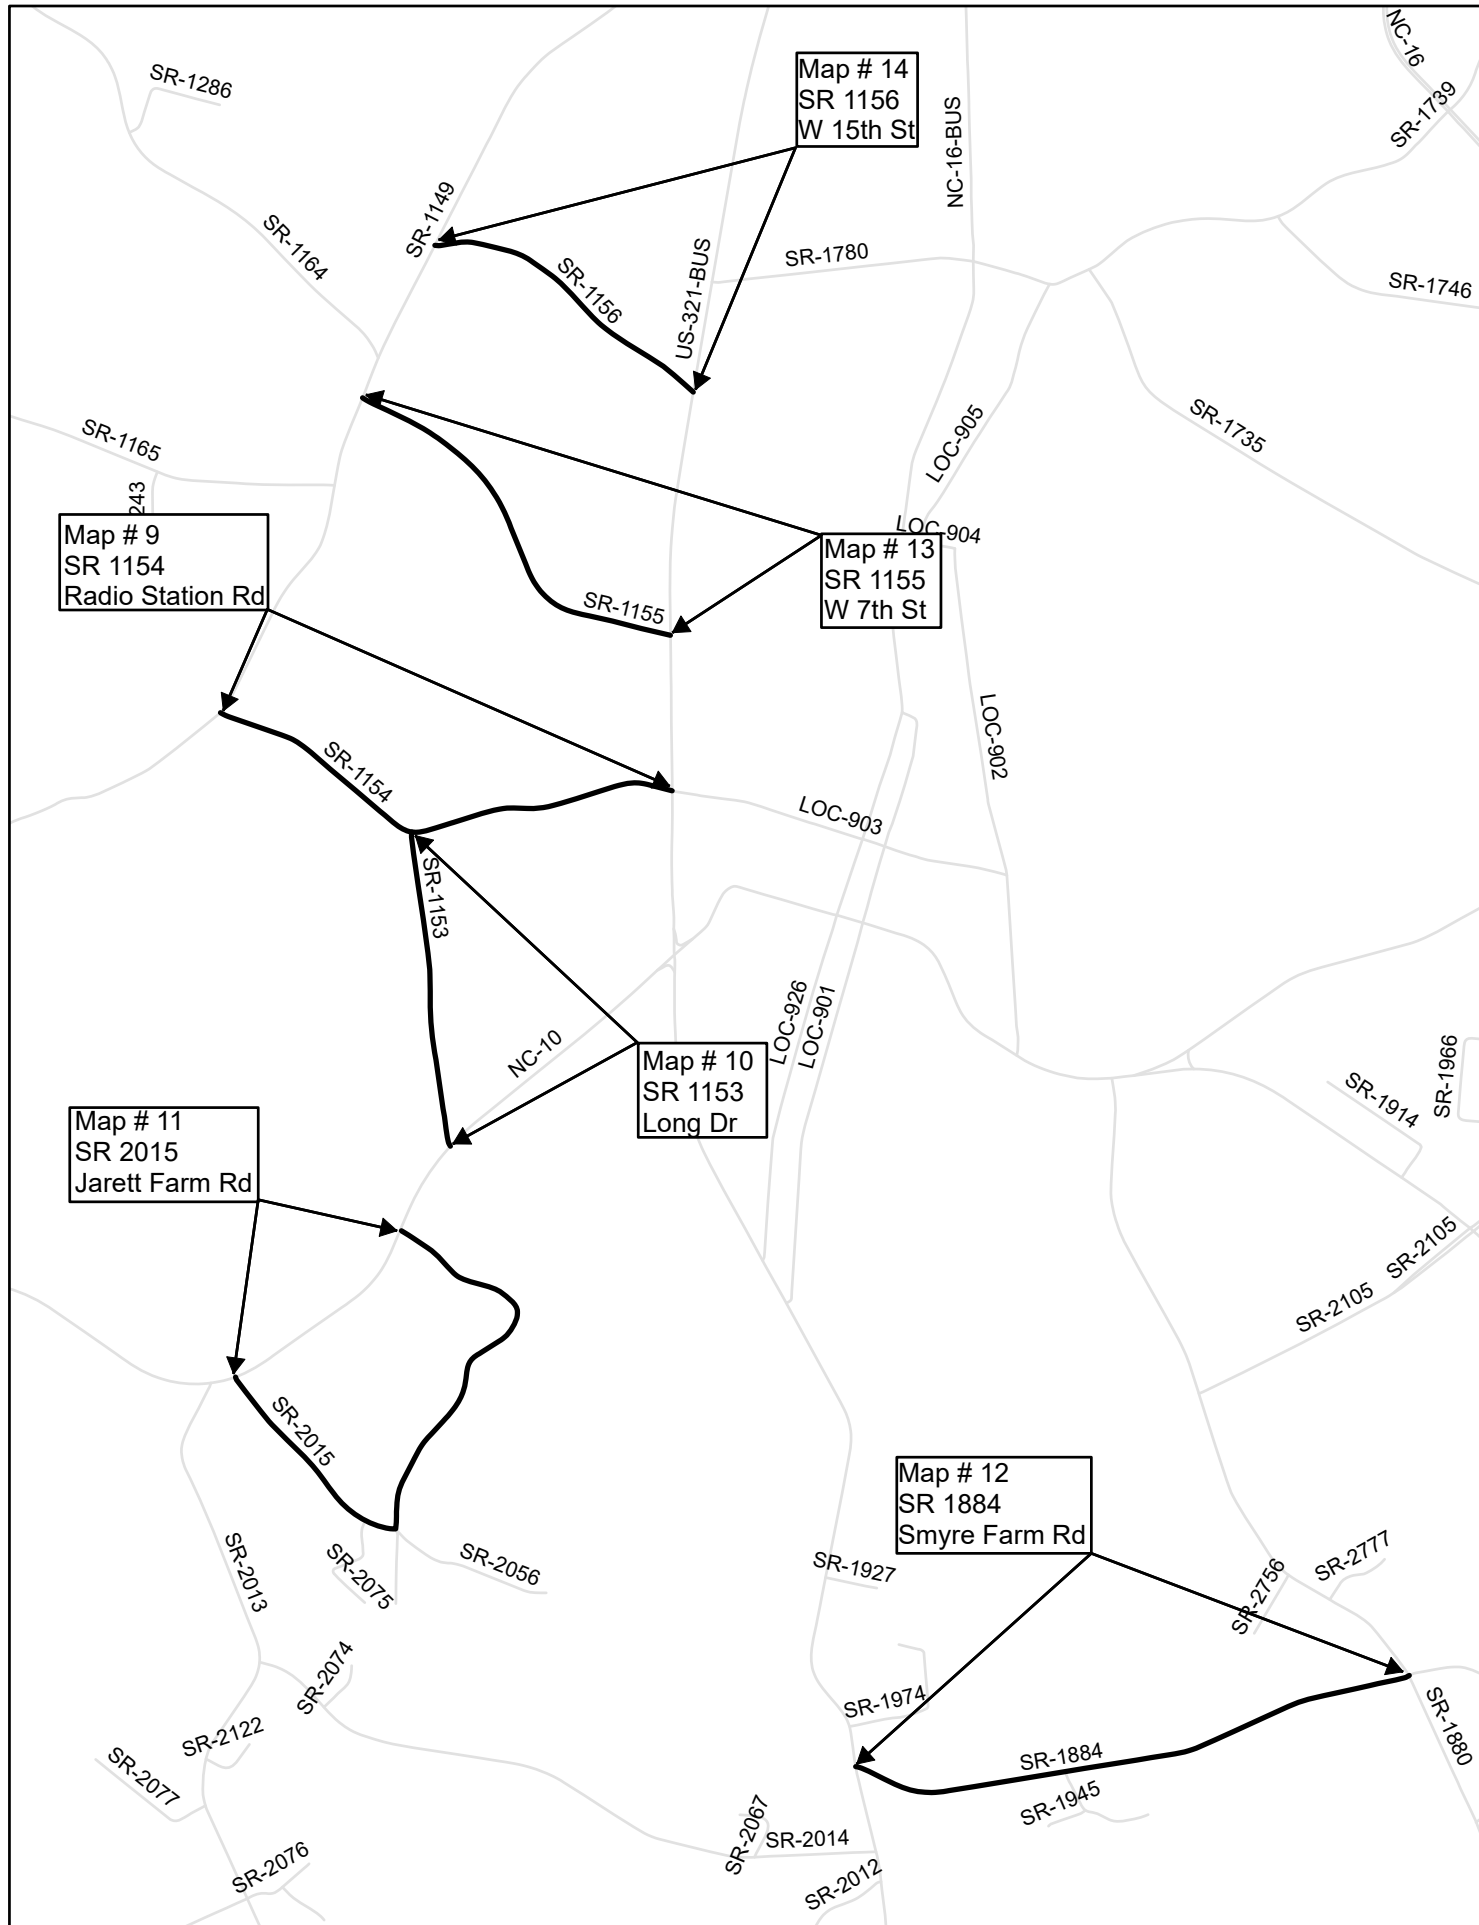 NC-16
SR-1286
Map # 14
SR 1156
W 15th St
SR-1739
NC-16-BUS
SR-1149
SR-1164
SR-1780
SR-1156
US-321-BUS
SR-1746
SR-1165
LOC-905
SR-1735
243
LOC-904
Map # 9
SR 1154
Radio Station Rd
Map # 13
SR 1155
W 7th St
SR-1155
SR-1154
LOC-902
LOC-903
SR-1153
LOC-926
LOC-901
NC-10
Map # 10
SR 1153
Long Dr
SR-1966
SR-1914
Map # 11
SR 2015
Jarett Farm Rd
SR-2105
SR-2105
SR-2015
Map # 12
SR 1884
Smyre Farm Rd
SR-2013
SR-2075
SR-2056
SR-1927
SR-2756
SR-2777
SR-2074
SR-1974
SR-2122
SR-1880
SR-2077
SR-1884
SR-1945
SR-2067
SR-2014
SR-2076
SR-2012